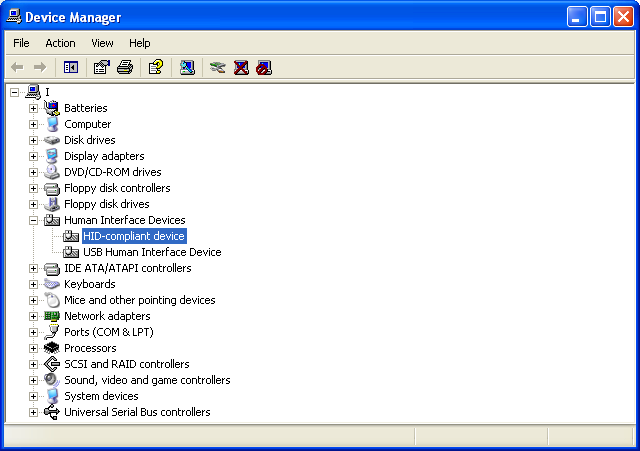 Device Manager
File Action View Help
I
Batteries
Computer
Disk drives
Display adapters
DVD/CD-ROM drives
Floppy disk controllers
Floppy disk drives
Human Interface Devices
HID-compliant device
USB Human Interface Device
IDE ATA/ATAPI controllers
Keyboards
Mice and other pointing devices
Network adapters
Ports (COM & LPT)
Processors
SCSI and RAID controllers
Sound, video and game controllers
System devices
Universal Serial Bus controllers